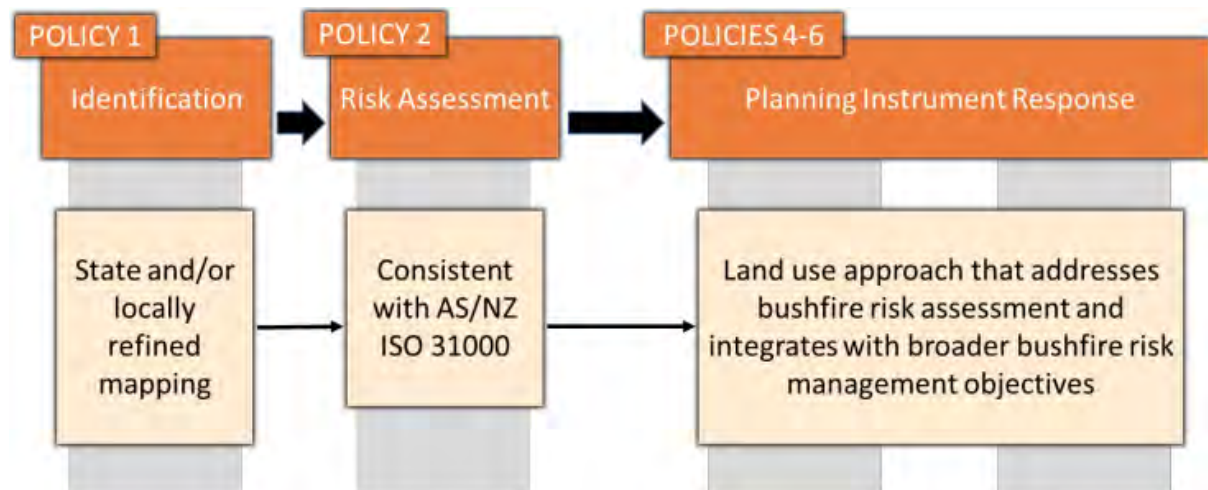 POLICY 1
Identification
POLICY 2
Risk Assessment
POLICIES 4-6
Planning Instrument Response
State and/or
locally
refined
mapping
Consistent
with AS/NZ
ISO 31000
Land use approach that addresses
bushfire risk assessment and
integrates with broader bushfire risk
management objectives